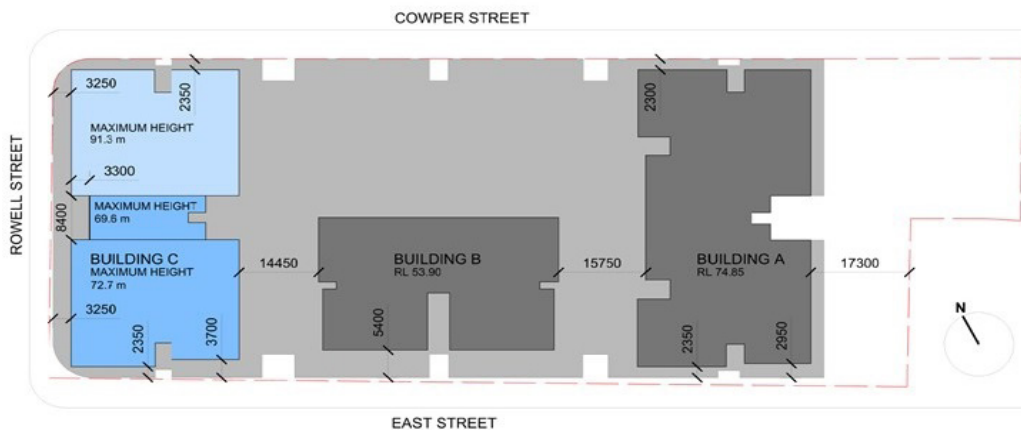 COWPER STREET
3250
2350
2300
MAXIMUM HEIGHT
91.3 m
ROWELL STREET
3300
MAXIMUM HEIGHT
69.6 m
8400
BUILDING C
MAXIMUM HEIGHT
72.7 m
14450
BUILDING B
RL 53.90
15750
BUILDING A
RL 74.85
17300
3250
2350
3700
5400
2350
2950
N
EAST STREET